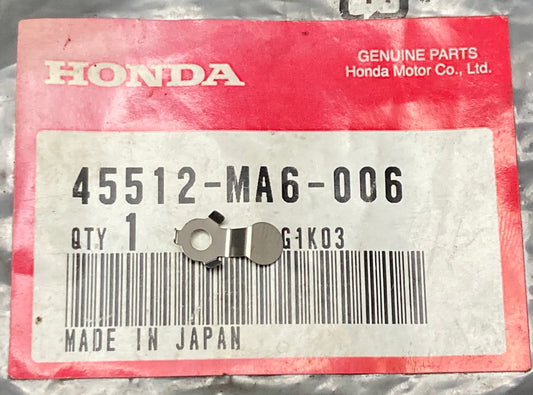 HONDA
GENUINE PARTS
Honda Motor Co., Ltd.
45512-MA6-006
QTY 1 G1K03
MADE IN JAPAN